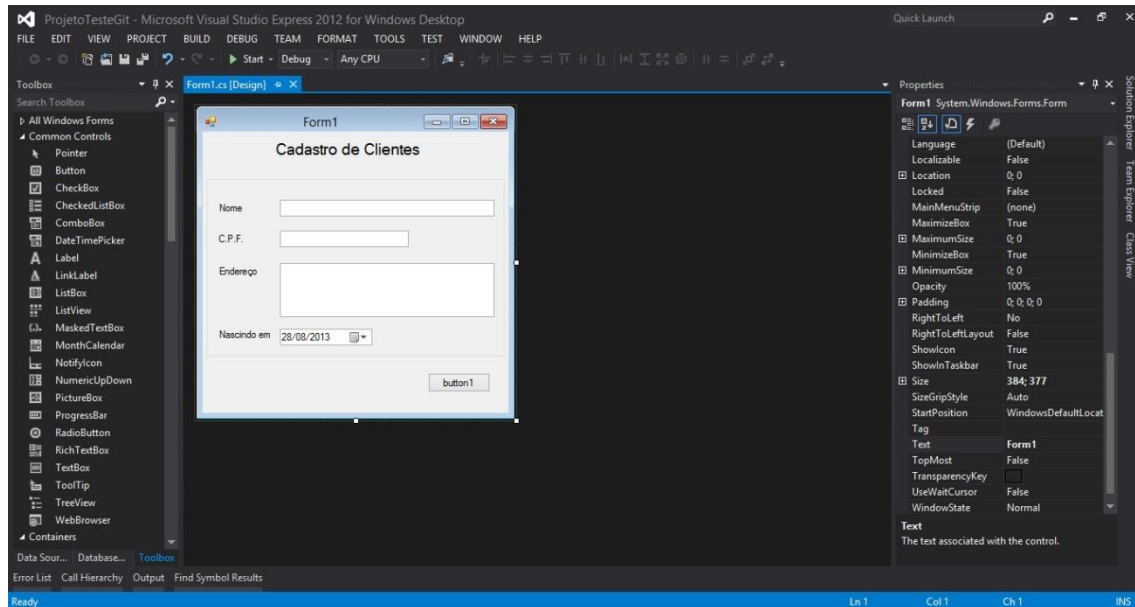 ProjetoTesteGit - Microsoft Visual Studio Express 2012 for Windows Desktop
Quick Launch
FILE EDIT VIEW PROJECT BUILD DEBUG TEAM FORMAT TOOLS TEST WINDOW HELP
Start Debug Any CPU
Toolbox
Search Toolbox
All Windows Forms
Common Controls
Pointer
Button
CheckBox
CheckedListBox
ComboBox
DateTimePicker
Label
LinkLabel
ListBox
ListView
MaskedTextBox
MonthCalendar
NotifyIcon
NumericUpDown
PictureBox
ProgressBar
RadioButton
RichTextBox
TextBox
ToolTip
TreeView
WebBrowser
Containers
Data Sour... Database... Toolbox
Form1.cs [Design]
Form1
Cadastro de Clientes
Nome
C.P.F.
Endereço
Nascindo em 28/08/2013
button1
Properties
Form1 System.Windows.Forms.Form
Language (Default)
Localizable False
Location 0; 0
Locked False
MainMenuStrip (none)
MaximizeBox True
MaximumSize 0; 0
MinimizeBox True
MinimumSize 0; 0
Opacity 100%
Padding 0; 0; 0; 0
RightToLeft No
RightToLeftLayout False
ShowIcon True
ShowInTaskbar True
Size 384; 377
SizeGripStyle Auto
StartPosition WindowsDefaultLocat
Tag
Text Form1
TopMost False
TransparencyKey
UseWaitCursor False
WindowState Normal
Text
The text associated with the control.
Solution Explorer
Team Explorer
Class View
Error List Call Hierarchy Output Find Symbol Results
Ready Ln 1 Col 1 Ch 1 INS